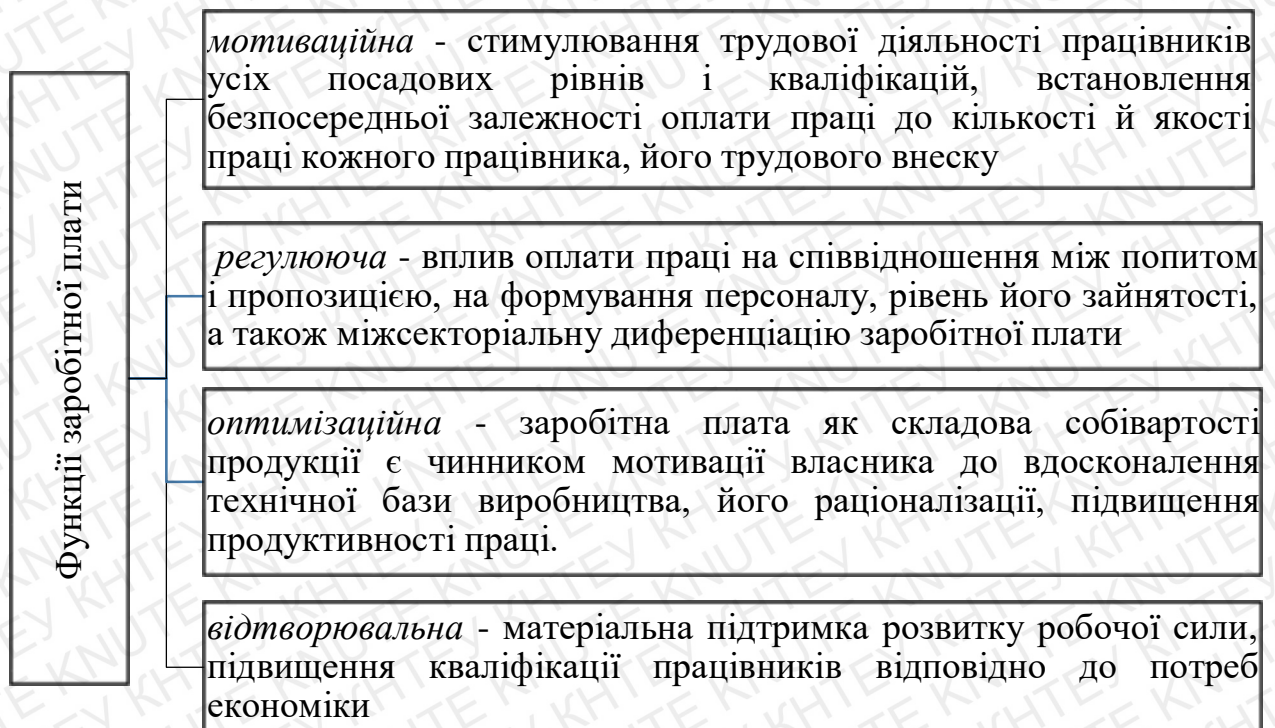 Функції заробітної плати
мотиваційна - стимулювання трудової діяльності працівників
усіх посадових рівнів і кваліфікацій, встановлення
безпосередньої залежності оплати праці до кількості й якості
праці кожного працівника, його трудового внеску
регулююча - вплив оплати праці на співвідношення між попитом
і пропозицією, на формування персоналу, рівень його зайнятості,
а також міжсекторіальну диференціацію заробітної плати
оптимізаційна - заробітна плата як складова собівартості
продукції є чинником мотивації власника до вдосконалення
технічної бази виробництва, його раціоналізації, підвищення
продуктивності праці.
відтворювальна - матеріальна підтримка розвитку робочої сили,
підвищення кваліфікації працівників відповідно до потреб
економіки